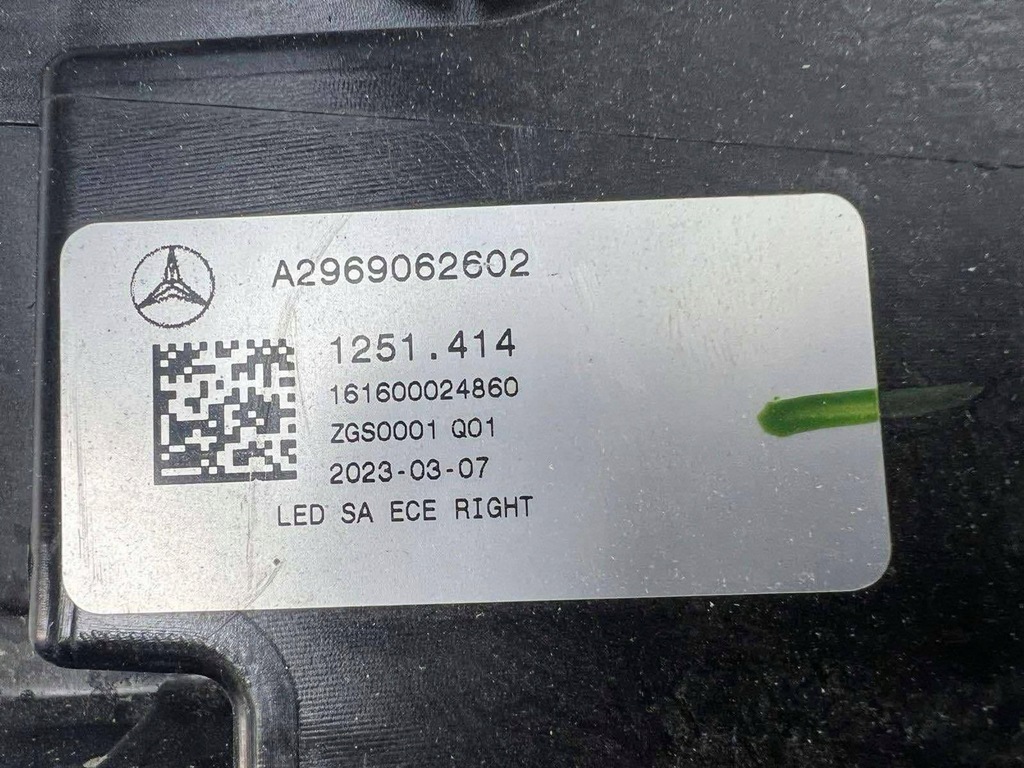 A2969062602
1251.414
161600024860
ZGS0001 Q01
2023-03-07
LED SA ECE RIGHT